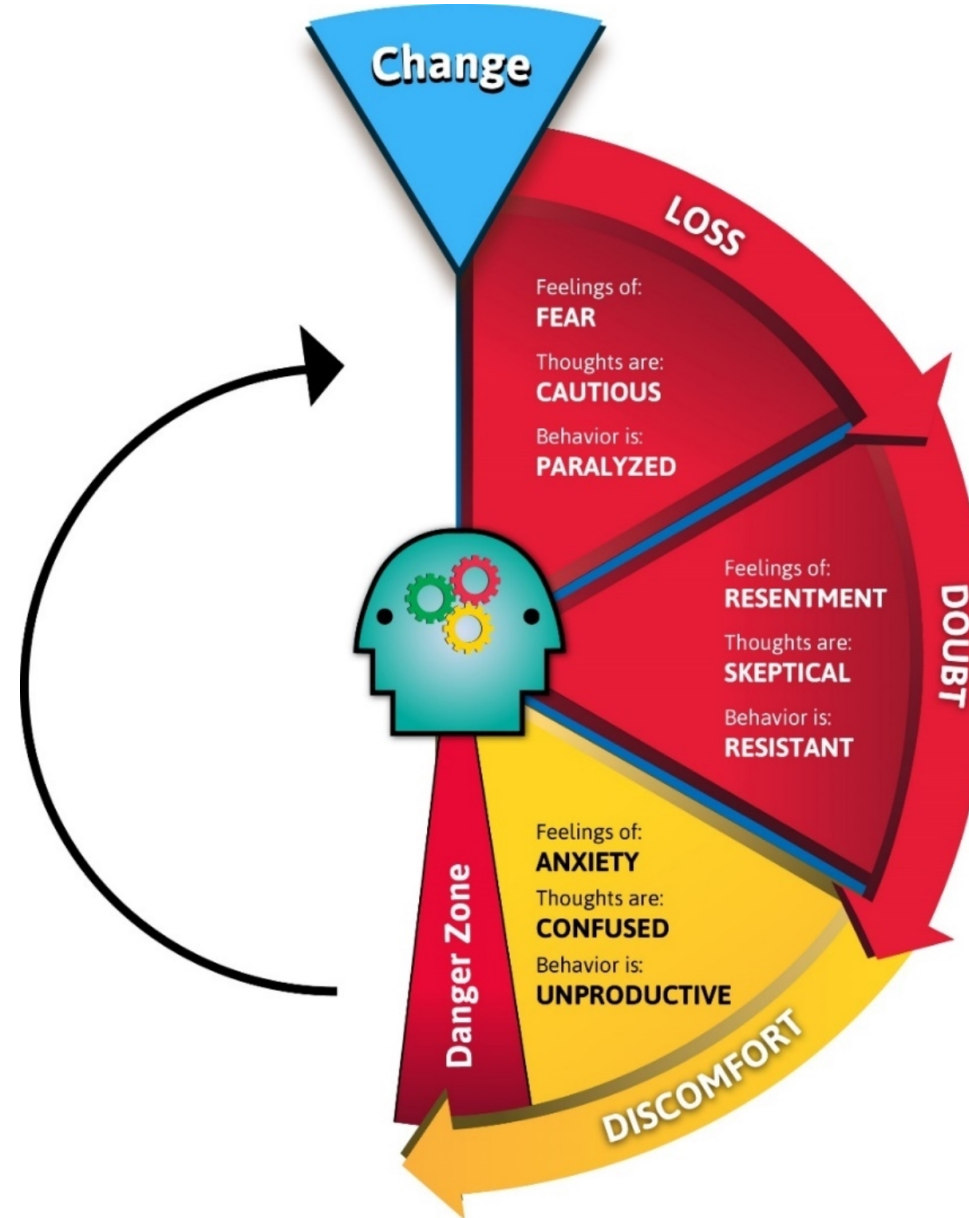 Change
LOSS
Feelings of:
FEAR
Thoughts are:
CAUTIOUS
Behavior is:
PARALYZED
DOUBT
Feelings of:
RESENTMENT
Thoughts are:
SKEPTICAL
Behavior is:
RESISTANT
Feelings of:
ANXIETY
Thoughts are:
CONFUSED
Behavior is:
UNPRODUCTIVE
DISCOMFORT
Danger Zone